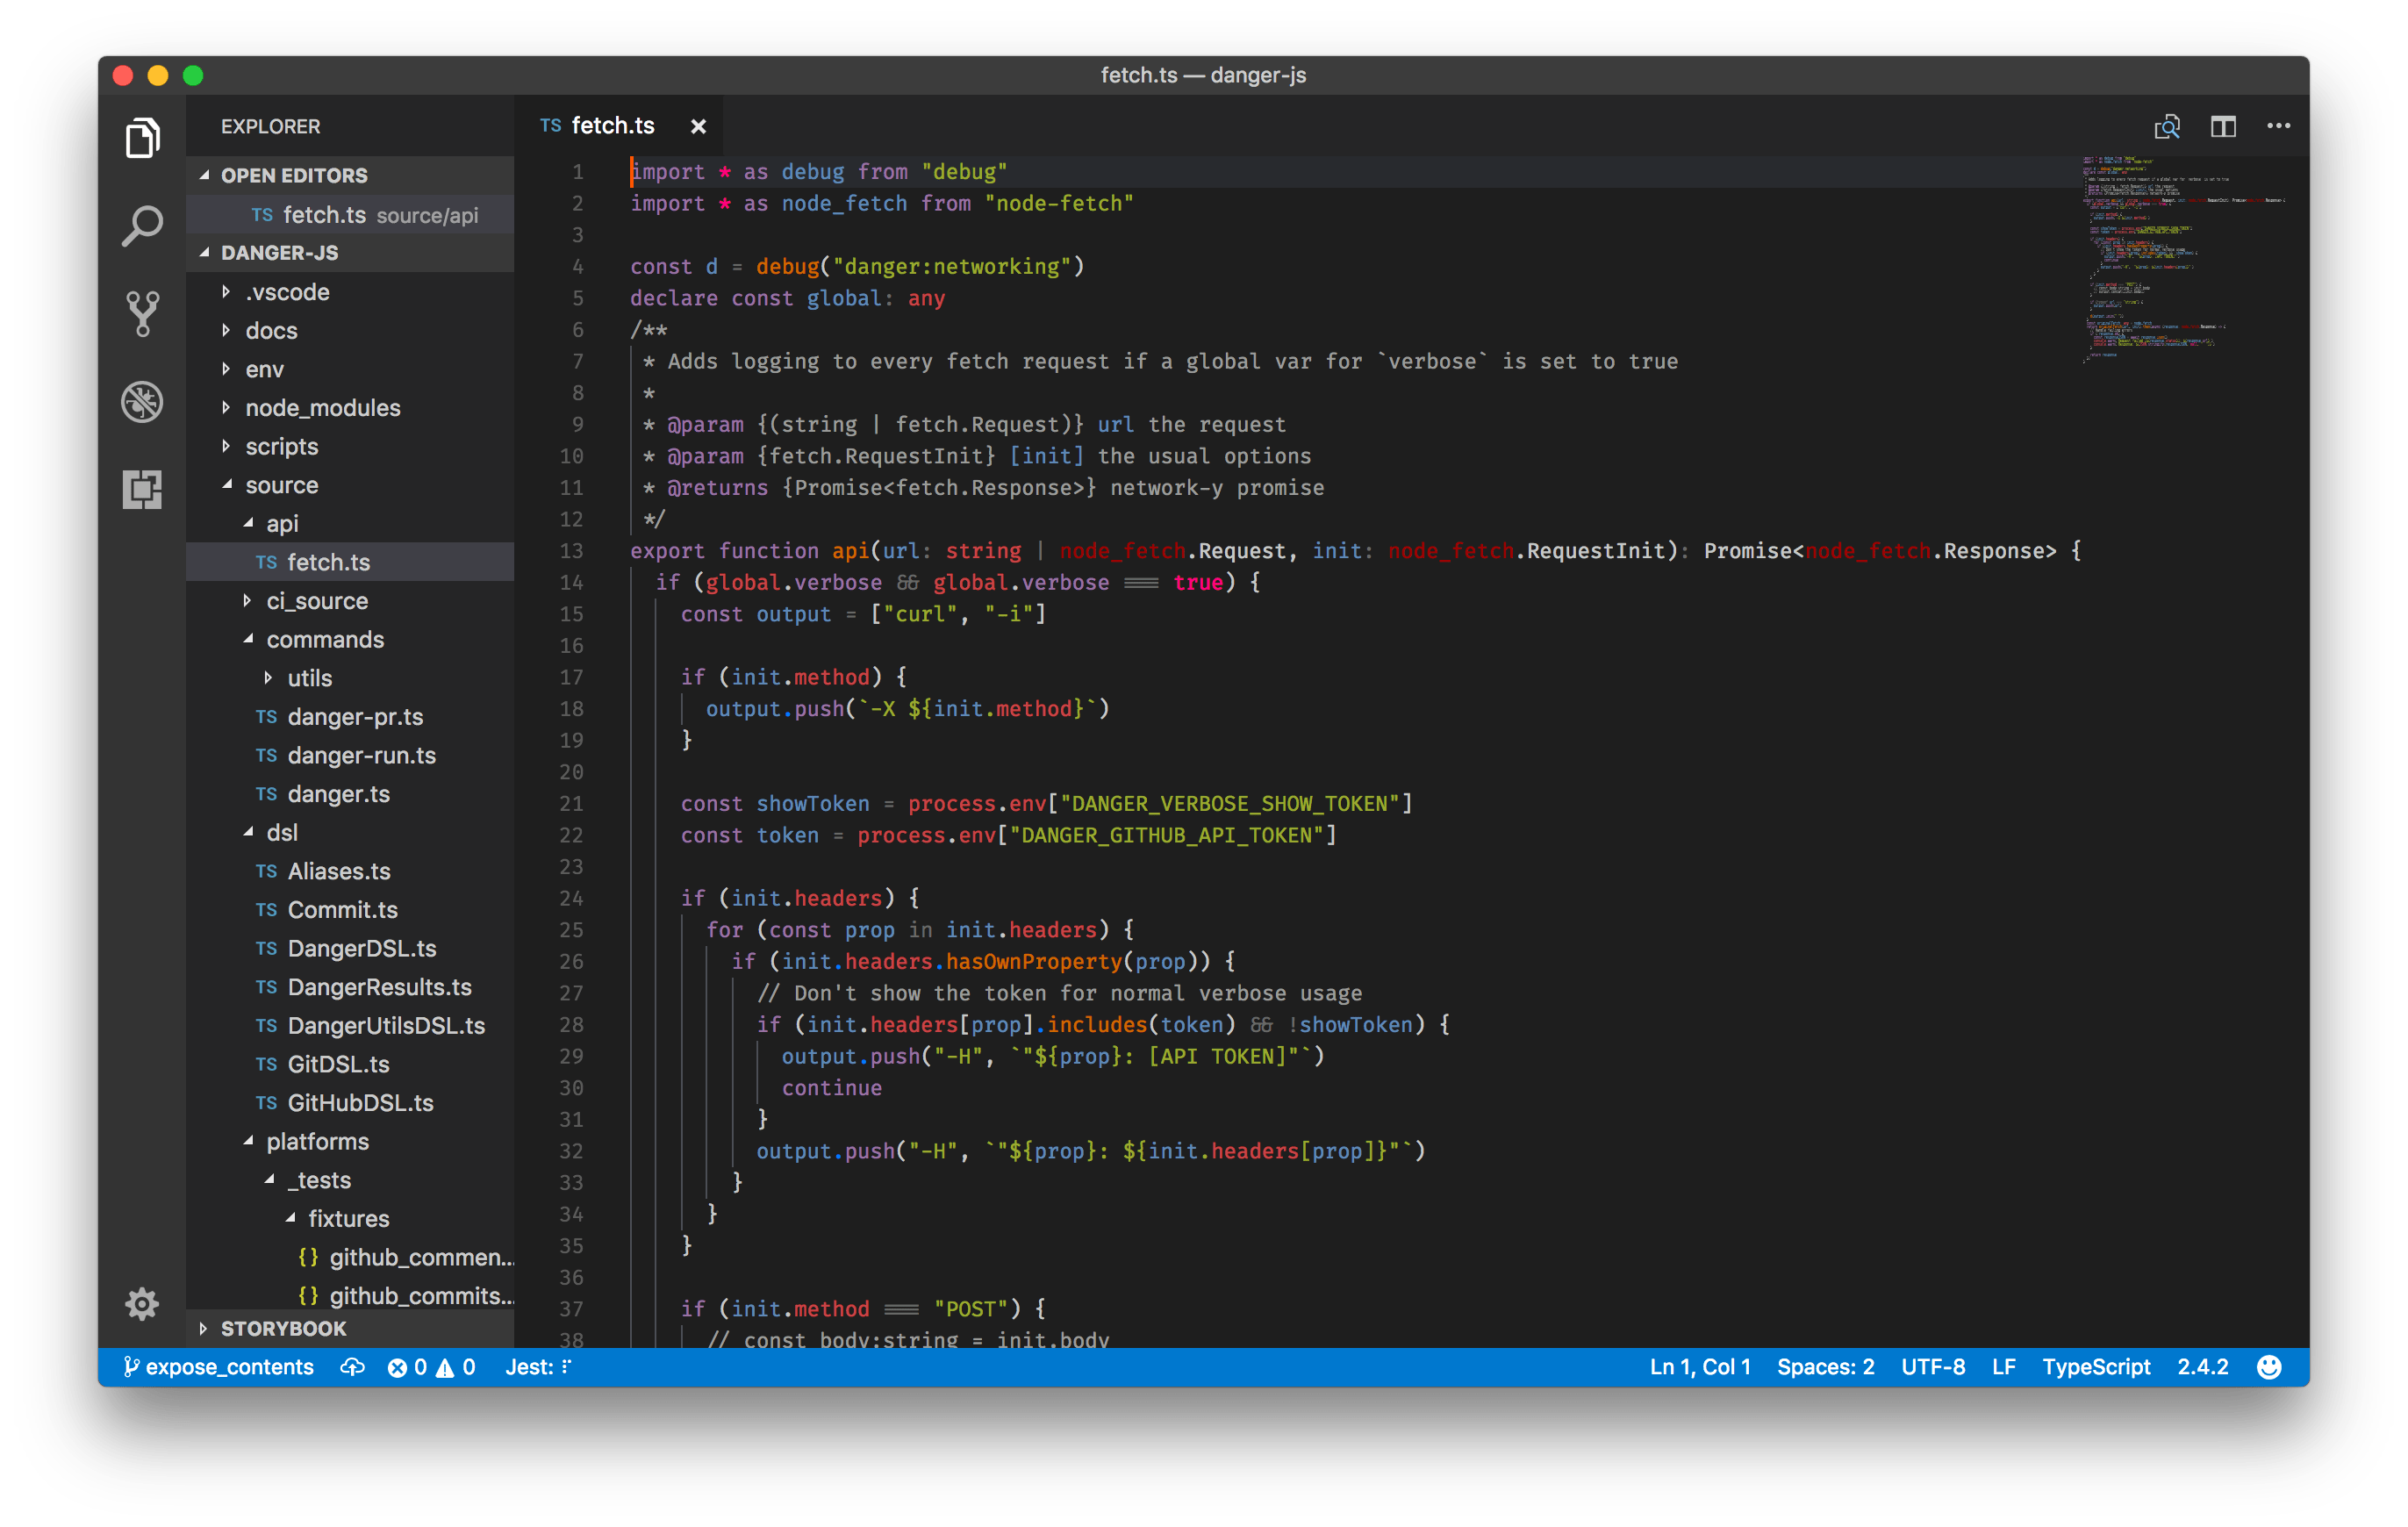 fetch.ts — danger-js
EXPLORER
OPEN EDITORS
TS fetch.ts source/api
DANGER-JS
.vscode
docs
env
node_modules
scripts
source
api
TS fetch.ts
ci_source
commands
utils
TS danger-pr.ts
TS danger-run.ts
TS danger.ts
dsl
TS Aliases.ts
TS Commit.ts
TS DangerDSL.ts
TS DangerResults.ts
TS DangerUtilsDSL.ts
TS GitDSL.ts
TS GitHubDSL.ts
platforms
_tests
fixtures
{} github_commen...
{} github_commits...
STORYBOOK
TS fetch.ts ×
1 import * as debug from "debug"
2 import * as node_fetch from "node-fetch"
3
4 const d = debug("danger:networking")
5 declare const global: any
6 /**
7 * Adds logging to every fetch request if a global var for `verbose` is set to true
8 *
9 * @param {(string | fetch.Request)} url the request
10 * @param {fetch.RequestInit} [init] the usual options
11 * @returns {Promise<fetch.Response>} network-y promise
12 */
13 export function api(url: string | node_fetch.Request, init: node_fetch.RequestInit): Promise<node_fetch.Response> {
14 if (global.verbose && global.verbose === true) {
15 const output = ["curl", "-i"]
16
17 if (init.method) {
18 output.push(`-X ${init.method}`)
19 }
20
21 const showToken = process.env["DANGER_VERBOSE_SHOW_TOKEN"]
22 const token = process.env["DANGER_GITHUB_API_TOKEN"]
23
24 if (init.headers) {
25 for (const prop in init.headers) {
26 if (init.headers.hasOwnProperty(prop)) {
27 // Don't show the token for normal verbose usage
28 if (init.headers[prop].includes(token) && !showToken) {
29 output.push("-H", `"${prop}: [API TOKEN]"`)
30 continue
31 }
32 output.push("-H", `"${prop}: ${init.headers[prop]}"`)
33 }
34 }
35 }
36
37 if (init.method === "POST") {
38 // const body:string = init.body
expose_contents 0 0 Jest:
Ln 1, Col 1 Spaces: 2 UTF-8 LF TypeScript 2.4.2